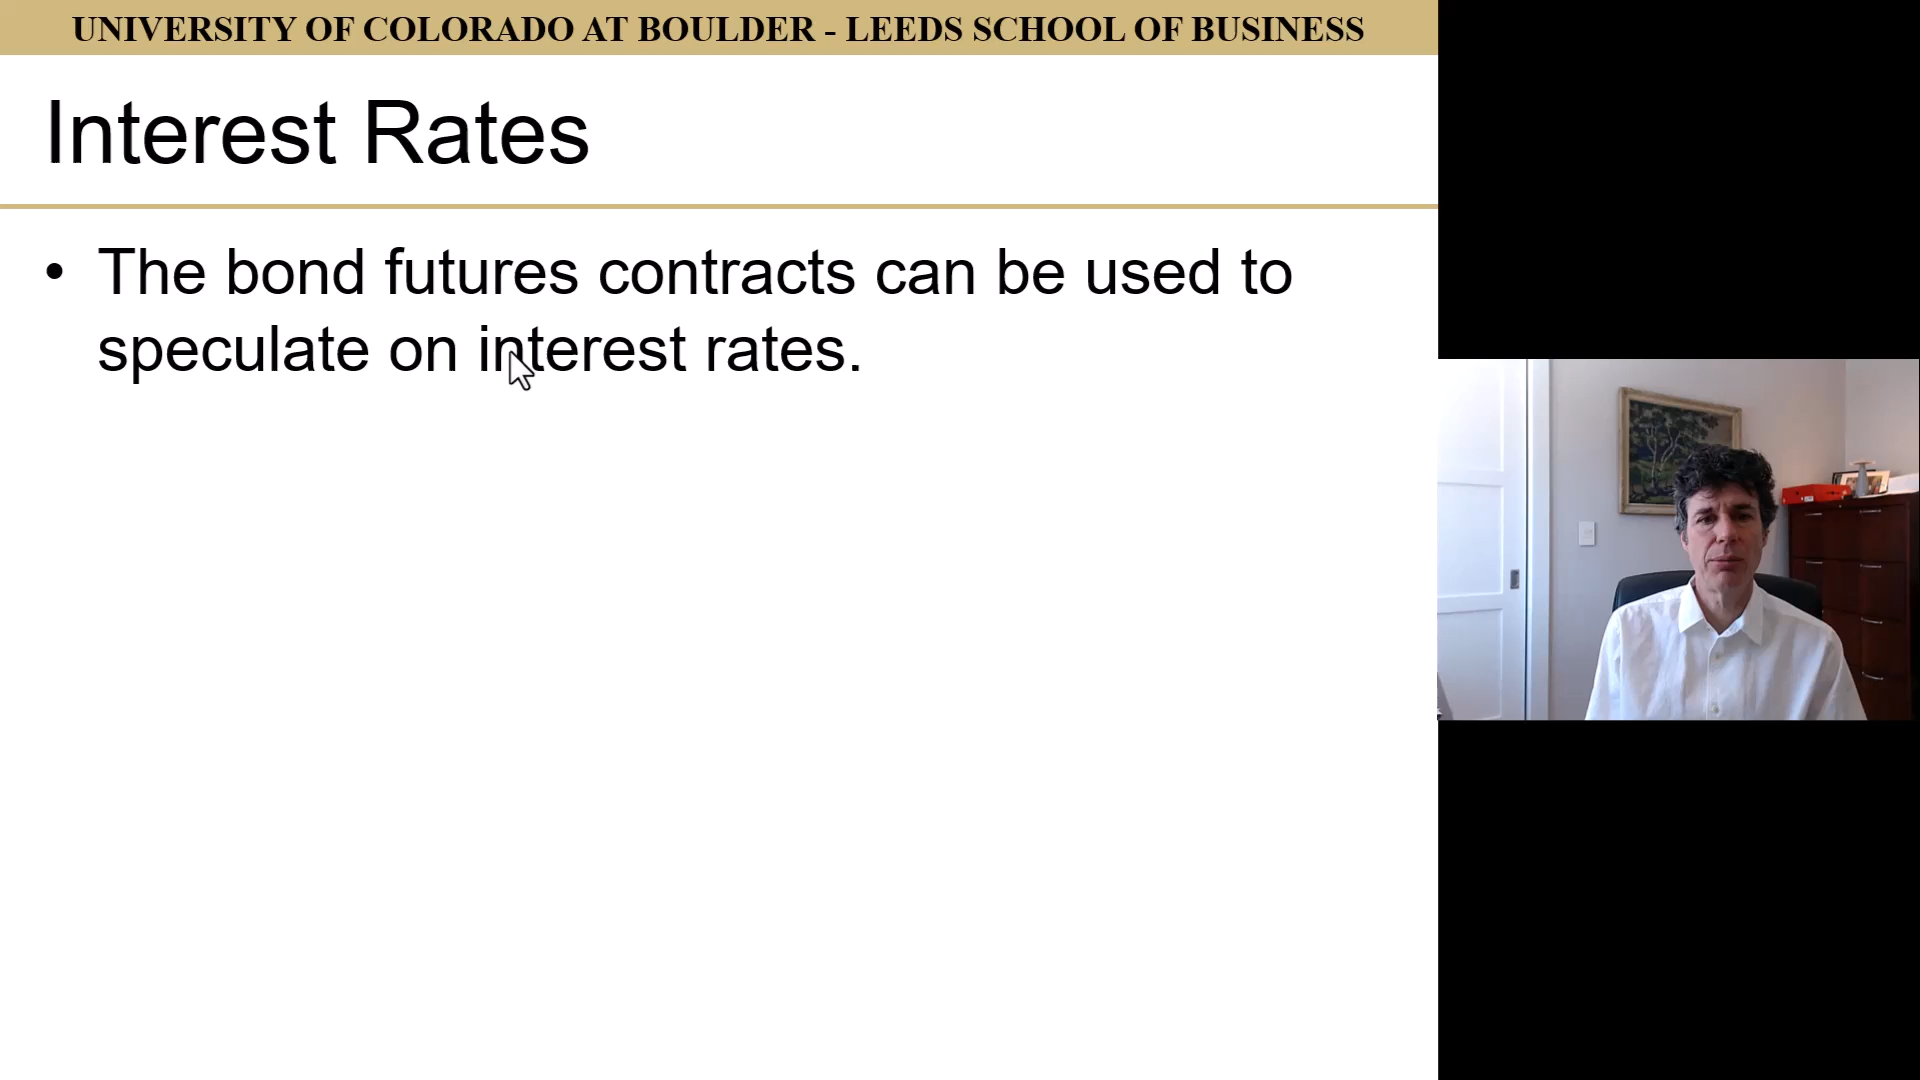 UNIVERSITY OF COLORADO AT BOULDER - LEEDS SCHOOL OF BUSINESS
Interest Rates
• The bond futures contracts can be used to
speculate on interest rates.